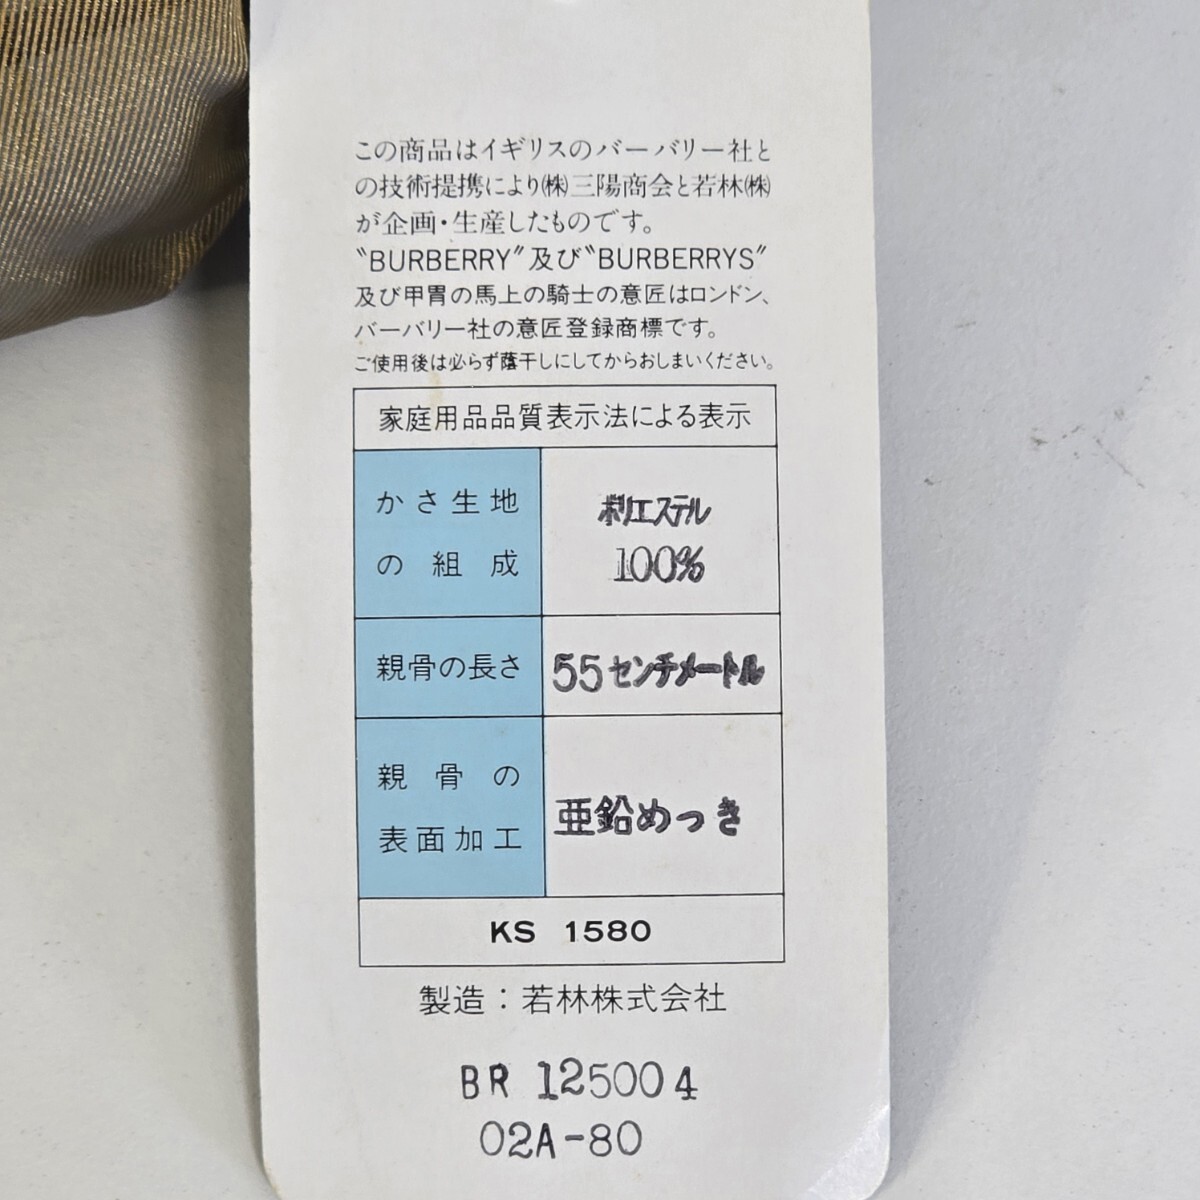 この商品はイギリスのバーバリー社と
の技術提携により㈱三陽商会と若林㈱
が企画・生産したものです。
"BURBERRY"及び"BURBERRYS"
及び甲冑の馬上の騎士の意匠はロンドン、
バーバリー社の意匠登録商標です。
ご使用後は必らず蔭干しにしてからおしまいください。
家庭用品品質表示法による表示
かさ生地
の組成
ポリエステル
100%
親骨の長さ
55センチメートル
親骨の
表面加工
亜鉛めっき
KS 1580
製造：若林株式会社
BR 125004
02A-80